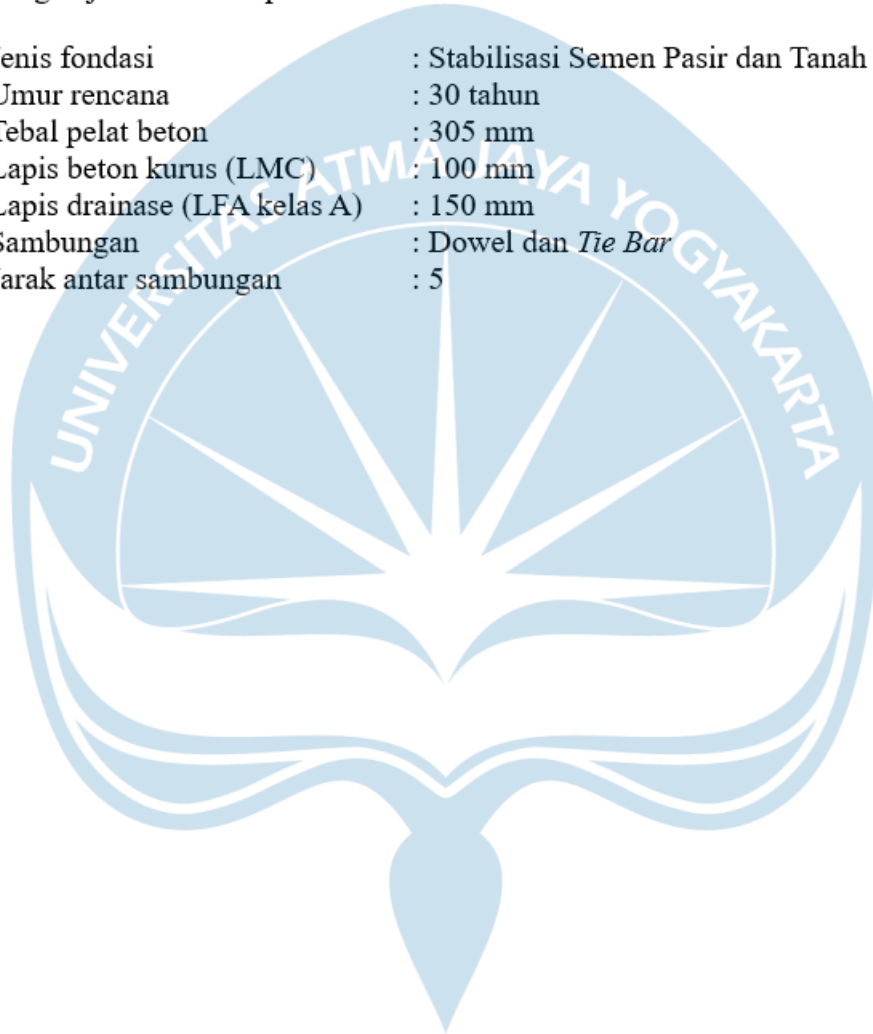 enis fondasi : Stabilisasi Semen Pasir dan Tanah
Umur rencana : 30 tahun
Tebal pelat beton : 305 mm
Lapis beton kurus (LMC) : 100 mm
Lapis drainase (LFA kelas A) : 150 mm
Sambungan : Dowel dan Tie Bar
arak antar sambungan : 5
UNIVERSITAS ATMA JAYA YOGYAKARTA